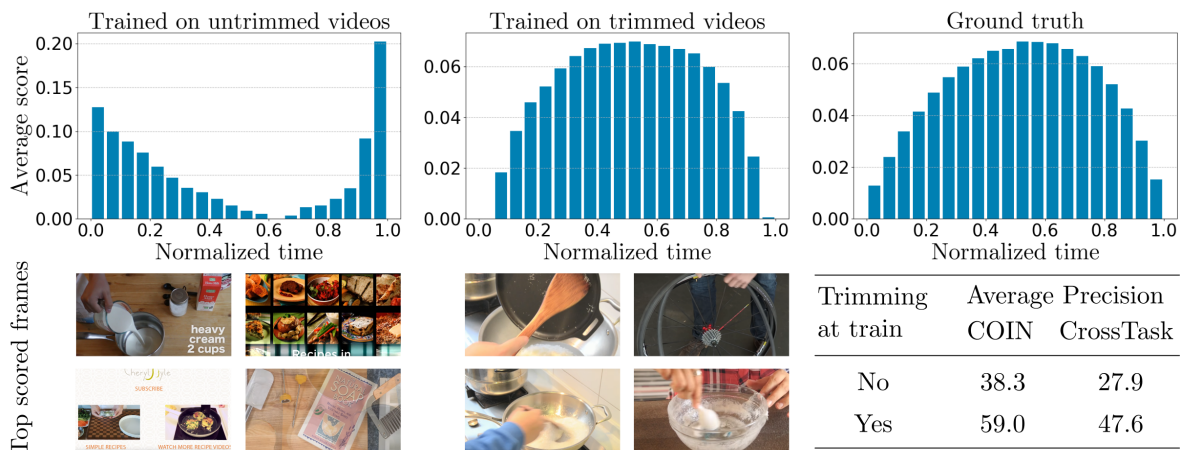 Trained on untrimmed videos
Trained on trimmed videos
Ground truth
Average score
0.20
0.15
0.10
0.05
0.00
0.0 0.2 0.4 0.6 0.8 1.0
Normalized time
0.06
0.04
0.02
0.00
0.0 0.2 0.4 0.6 0.8 1.0
Normalized time
0.06
0.04
0.02
0.00
0.0 0.2 0.4 0.6 0.8 1.0
Normalized time
Top scored frames
heavy
cream
2 cups
Recipes in
SUBSCRIBE
SIMPLE RECIPES
WATCH MORE RECIPE VIDEO
SOAP
Trimming
at train
Average Precision
COIN CrossTask
No 38.3 27.9
Yes 59.0 47.6